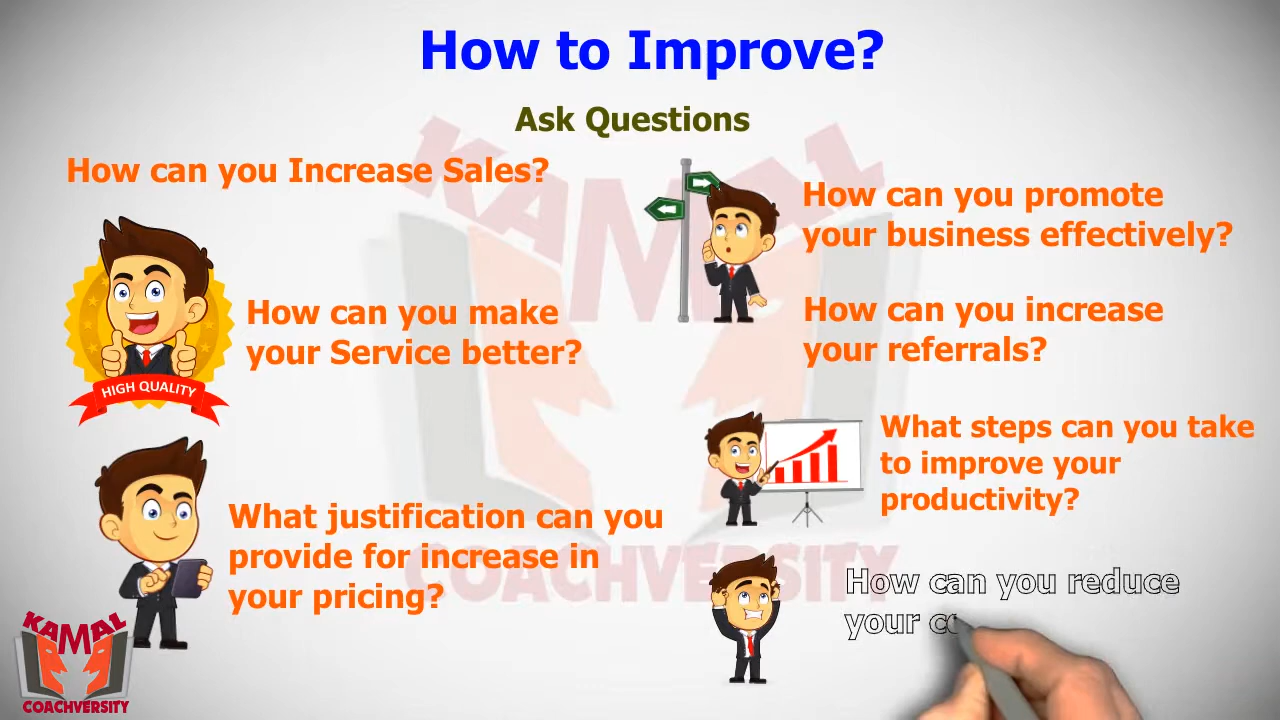 How to Improve?
Ask Questions
How can you Increase Sales?
HIGH QUALITY
How can you make
your Service better?
What justification can you
provide for increase in
your pricing?
How can you promote
your business effectively?
How can you increase
your referrals?
What steps can you take
to improve your
productivity?
How can you reduce
your
KAMAL
COACHVERSITY
KAMAL
COACHVERSITY